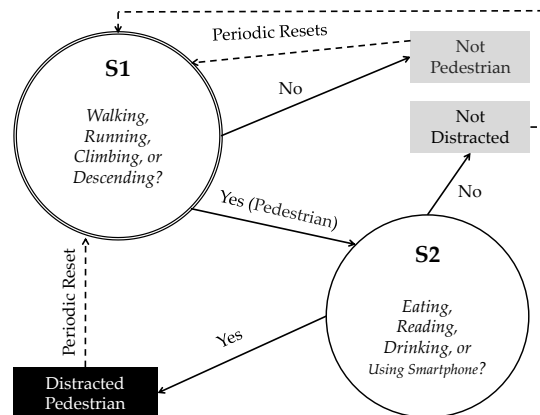 Periodic Resets
Not
Pedestrian
S1
Walking,
Running,
Climbing, or
Descending?
No
Not
Distracted
Yes (Pedestrian)
No
S2
Eating,
Reading,
Drinking, or
Using Smartphone?
Periodic Reset
Yes
Distracted
Pedestrian